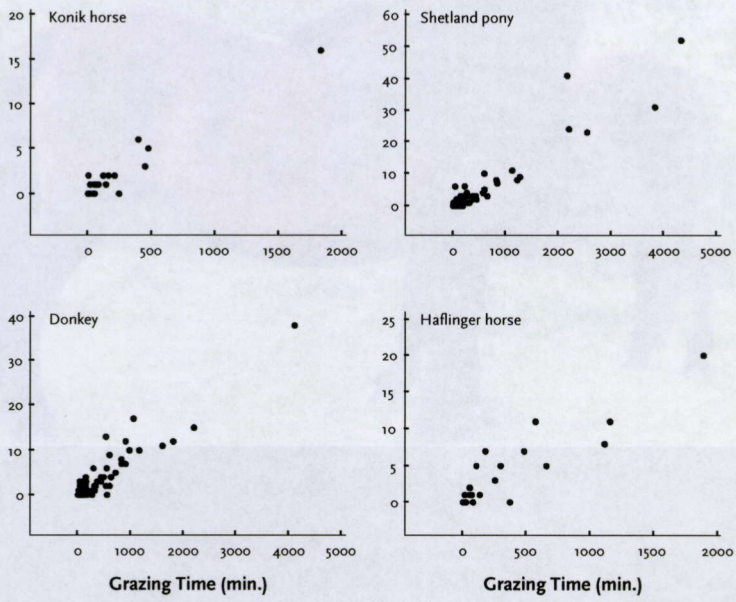 Konik horse
20
15
10
5
0
0 500 1000 1500 2000
Shetland pony
60
50
40
30
20
10
0
0 1000 2000 3000 4000 5000
Donkey
40
30
20
10
0
0 1000 2000 3000 4000 5000
Grazing Time (min.)
Haflinger horse
25
20
15
10
5
0
0 500 1000 1500 2000
Grazing Time (min.)